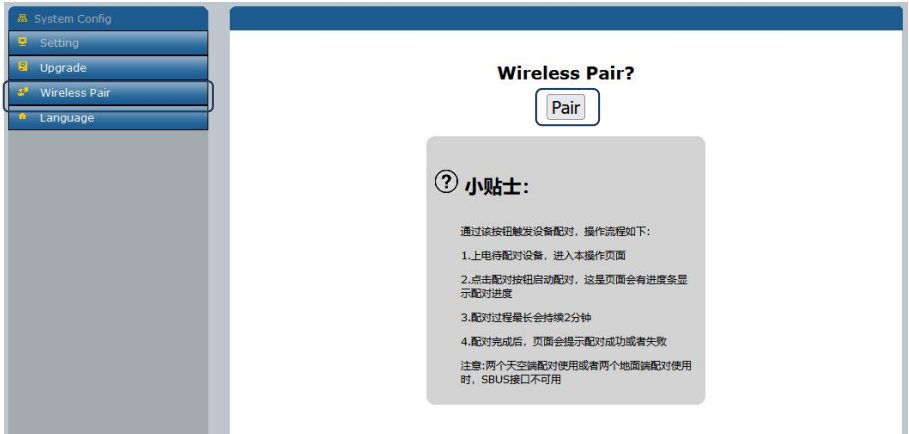 System Config
Setting
Upgrade
Wireless Pair
Language
Wireless Pair?
Pair
? 小贴士：
通过该按钮触发设备配对，操作流程如下：
1.上电待配对设备，进入本操作页面
2.点击配对按钮启动配对，这是页面会有进度条显
示配对进度
3.配对过程最长会持续2分钟
4.配对完成后，页面会提示配对成功或者失败
注意:两个天空端配对使用或者两个地面端配对使用
时，SBUS接口不可用